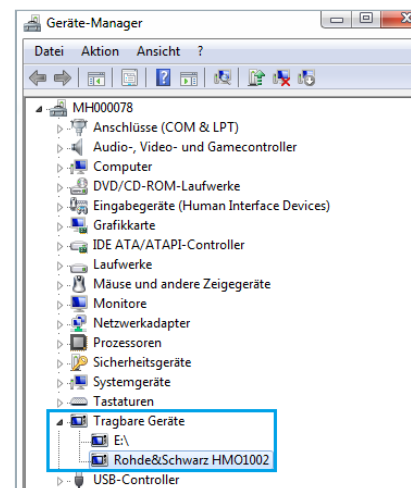 Geräte-Manager
Datei Aktion Ansicht ?
MH000078
Anschlüsse (COM & LPT)
Audio-, Video- und Gamecontroller
Computer
DVD/CD-ROM-Laufwerke
Eingabegeräte (Human Interface Devices)
Grafikkarte
IDE ATA/ATAPI-Controller
Laufwerke
Mäuse und andere Zeigegeräte
Monitore
Netzwerkadapter
Prozessoren
Sicherheitsgeräte
Systemgeräte
Tastaturen
Tragbare Geräte
E:\
Rohde&Schwarz HMO1002
USB-Controller